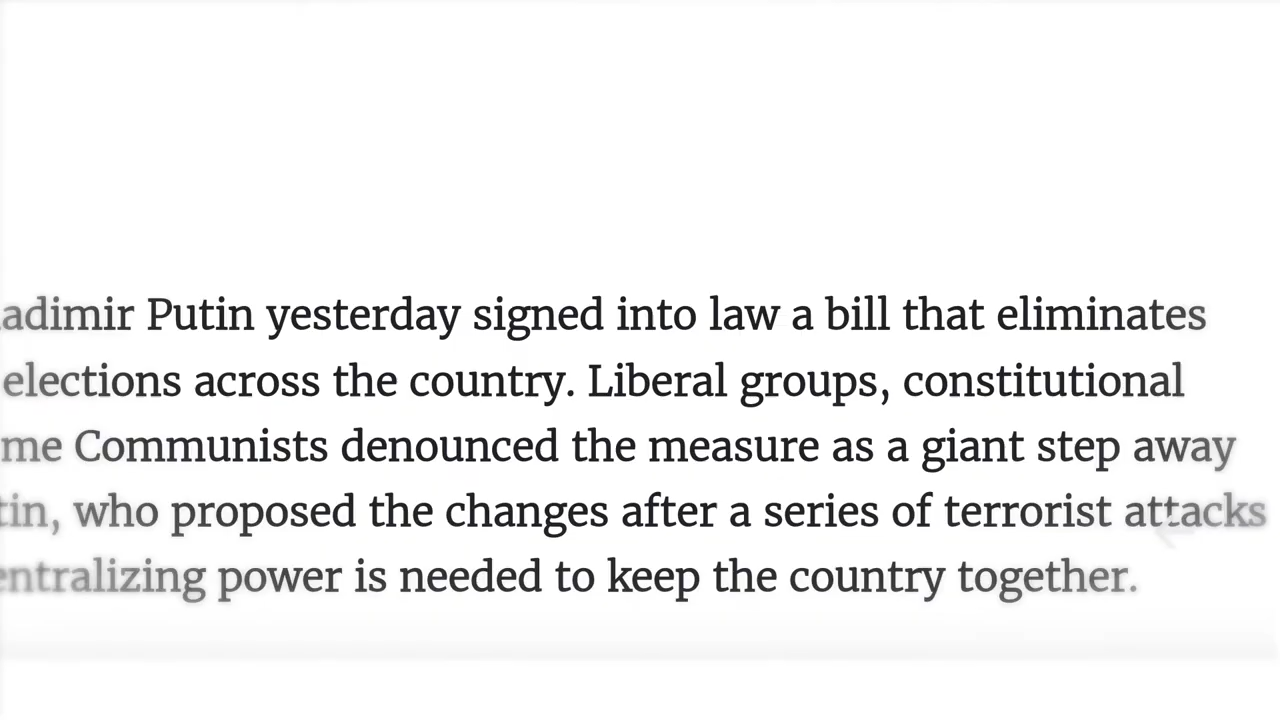 adimir Putin yesterday signed into law a bill that eliminates
elections across the country. Liberal groups, constitutional
me Communists denounced the measure as a giant step away
tin, who proposed the changes after a series of terrorist attacks
entralizing power is needed to keep the country together.